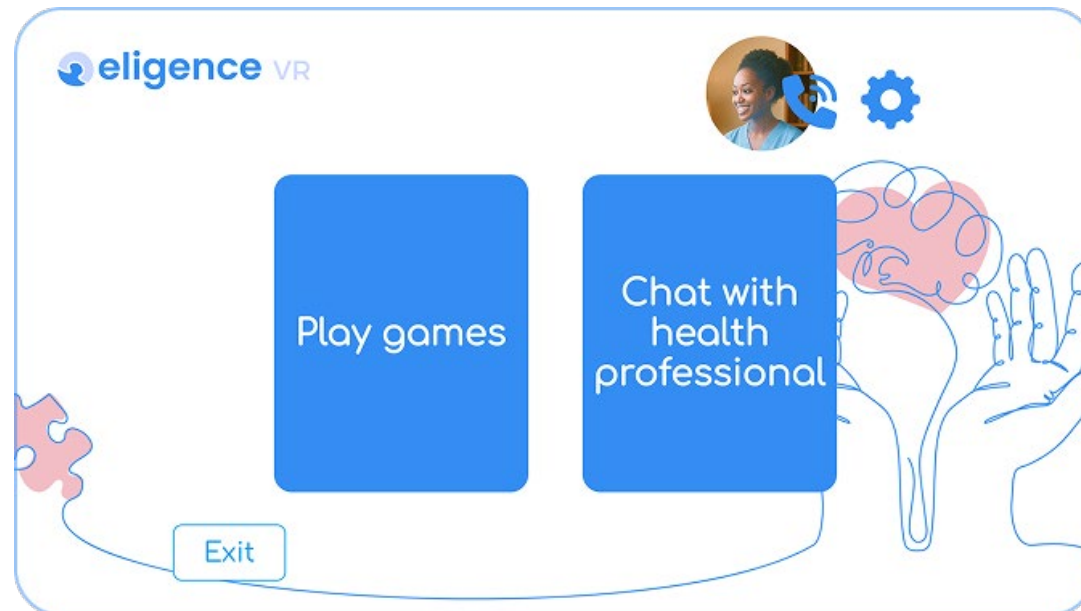 eligence VR
Play games
Chat with
health
professional
Exit